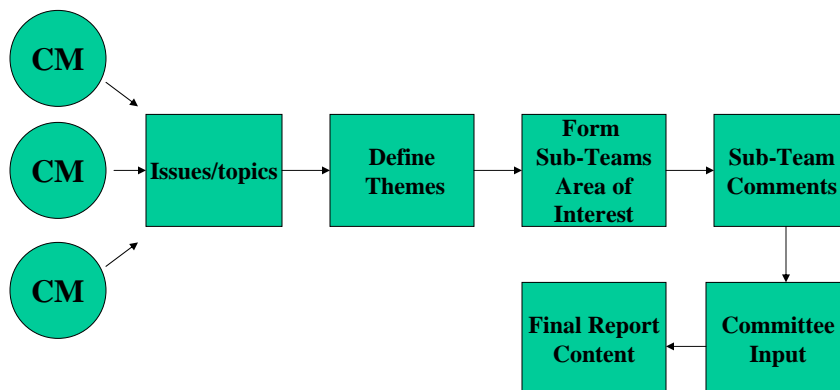 CM
CM
CM
Issues/topics
Define
Themes
Form
Sub-Teams
Area of
Interest
Sub-Team
Comments
Final Report
Content
Committee
Input